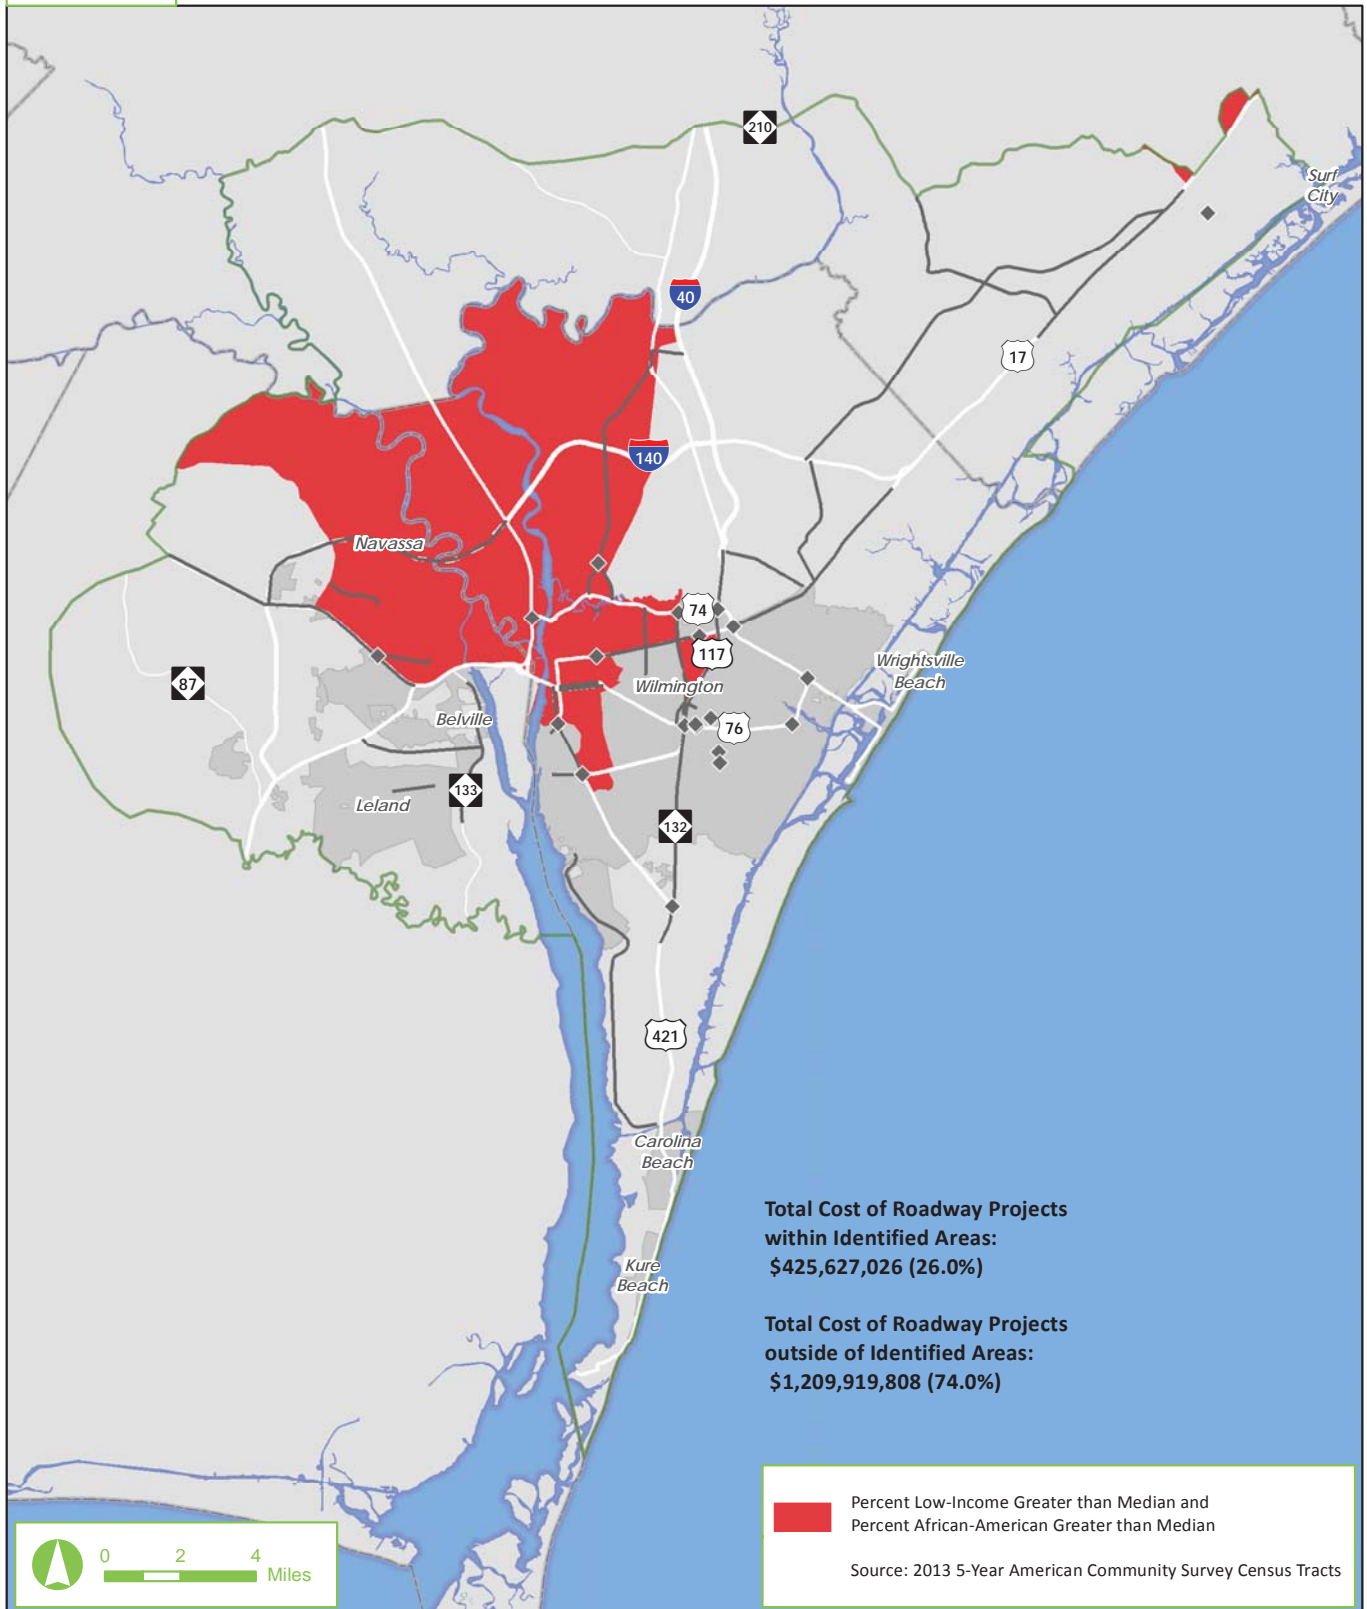 210
Surf
City
40
17
140
Navassa
74
117
Wrightsville
Beach
87
Wilmington
Belville
76
133
Leland
132
421
Carolina
Beach
Total Cost of Roadway Projects
within Identified Areas:
$425,627,026 (26.0%)
Kure
Beach
Total Cost of Roadway Projects
outside of Identified Areas:
$1,209,919,808 (74.0%)
Percent Low-Income Greater than Median and
Percent African-American Greater than Median
Source: 2013 5-Year American Community Survey Census Tracts
0 2 4
Miles